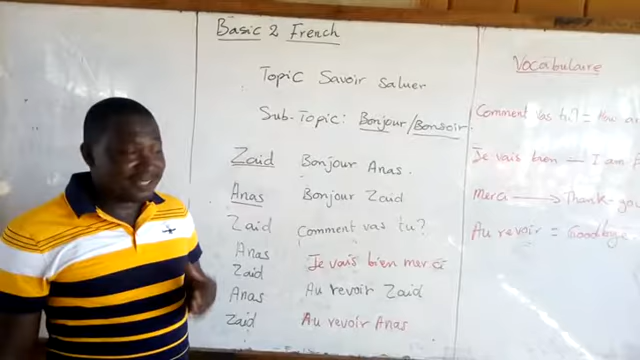 Basic 2 French
Topic Savoir saluer
Sub-Topic: Bonjour/Bonsoir
Zaid Bonjour Anas.
Anas Bonjour Zaid
Zaid Comment vas tu?
Anas Je vais bien merci
Zaid
Anas Au revoir Zaid
Zaid Au revoir Anas
Vocabulaire
Comment vas tu? = How
Je vais bien — I am
Merci → Thank-you
Au revoir = Goodbye